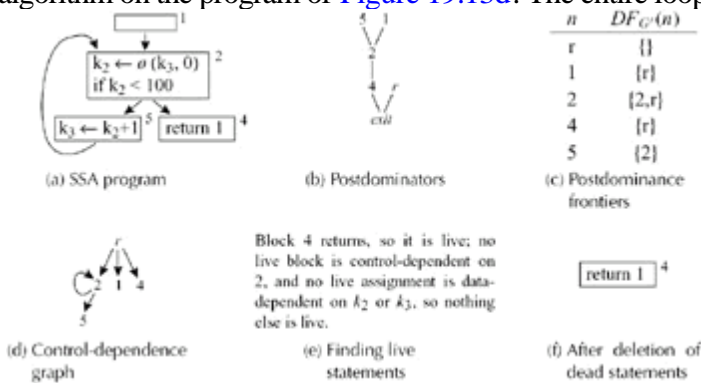 algorithm on the program of Figure 19.13d. The entire loop
1
k2 ← ø (k3, 0)
if k2 < 100
2
k3 ← k2+1
5
return 1
4
(a) SSA program
5 1
2
4 r
exit
(b) Postdominators
n DFG'(n)
r {}
1 {r}
2 {2,r}
4 {r}
5 {2}
(c) Postdominance
frontiers
r
2 1 4
5
(d) Control-dependence
graph
Block 4 returns, so it is live; no
live block is control-dependent on
2, and no live assignment is data-
dependent on k2 or k3, so nothing
else is live.
(e) Finding live
statements
return 1
4
(f) After deletion of
dead statements